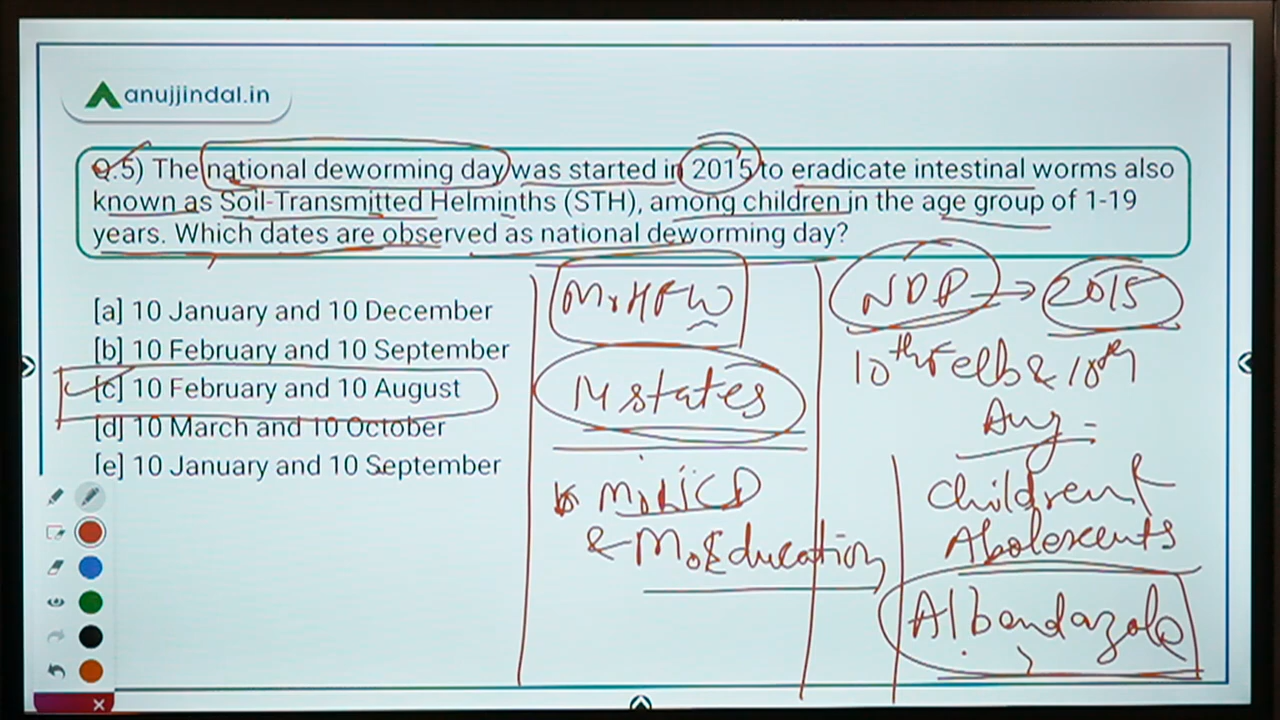 anujjindal.in
Q.5) The national deworming day was started in 2015 to eradicate intestinal worms also
known as Soil-Transmitted Helminths (STH), among children in the age group of 1-19
years. Which dates are observed as national deworming day?
[a] 10 January and 10 December
[b] 10 February and 10 September
[c] 10 February and 10 August
[d] 10 March and 10 October
[e] 10 January and 10 September
MoHFW
14 states
MoWCD
& MoEducation
NDD → 2015
10th Feb & 10th
Aug
Children &
Abolescents
Albendazole